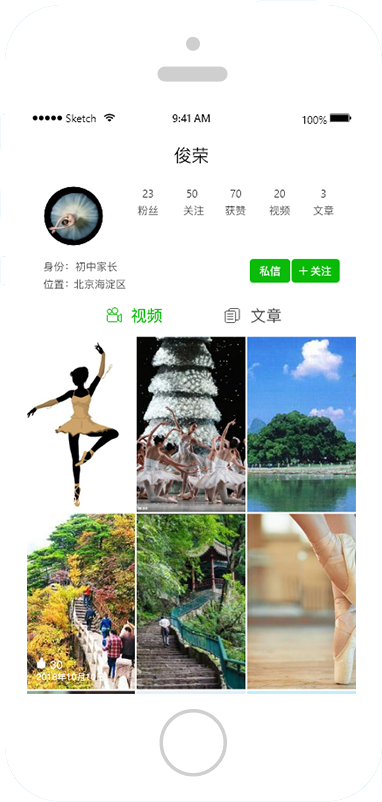 Sketch 9:41 AM 100%
俊荣
23 50 70 20 3
粉丝 关注 获赞 视频 文章
身份：初中家长
私信 + 关注
位置：北京海淀区
视频 文章
30
2018年10月1